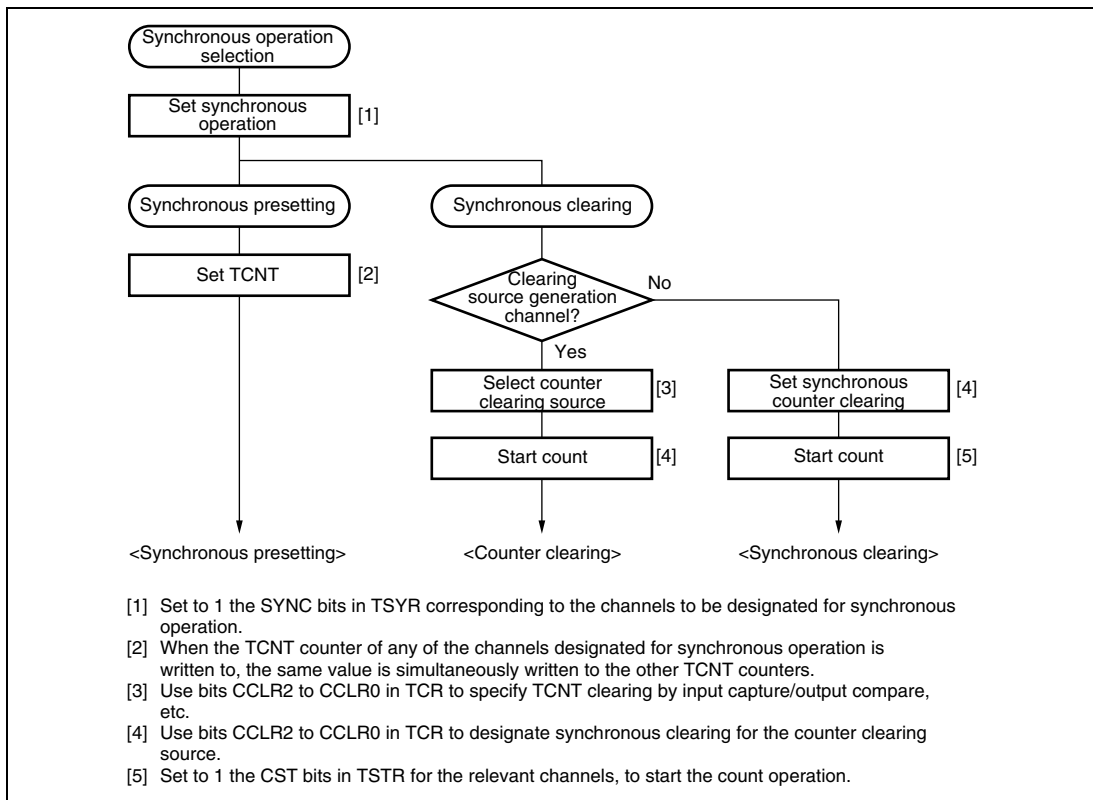 Synchronous operation
selection
Set synchronous
operation
[1]
Synchronous presetting
Synchronous clearing
Set TCNT
[2]
Clearing
source generation
channel?
No
Yes
Select counter
clearing source
[3]
Set synchronous
counter clearing
[4]
Start count
[4]
Start count
[5]
<Synchronous presetting>
<Counter clearing>
<Synchronous clearing>
[1] Set to 1 the SYNC bits in TSYR corresponding to the channels to be designated for synchronous
operation.
[2] When the TCNT counter of any of the channels designated for synchronous operation is
written to, the same value is simultaneously written to the other TCNT counters.
[3] Use bits CCLR2 to CCLR0 in TCR to specify TCNT clearing by input capture/output compare,
etc.
[4] Use bits CCLR2 to CCLR0 in TCR to designate synchronous clearing for the counter clearing
source.
[5] Set to 1 the CST bits in TSTR for the relevant channels, to start the count operation.